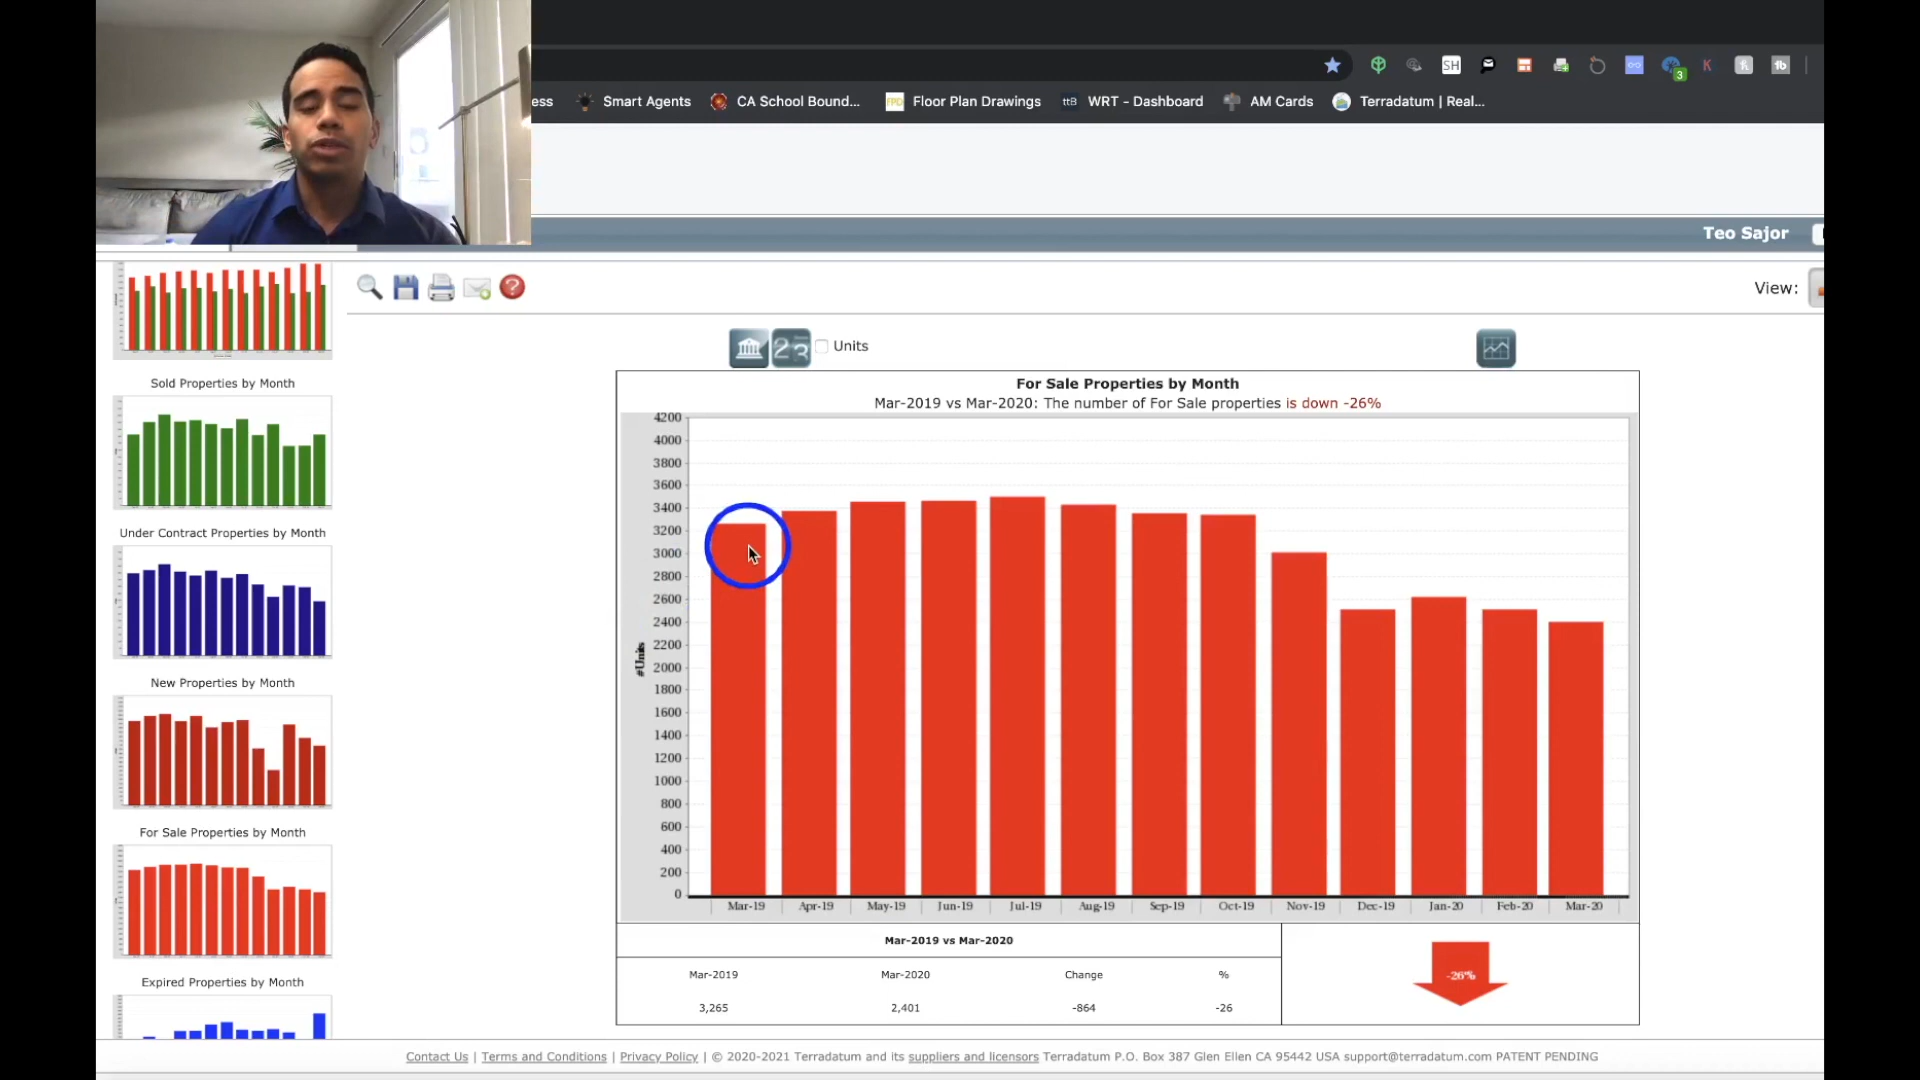 SH
3
K
tb
ess
Smart Agents
CA School Bound...
FPD
Floor Plan Drawings
ttB
WRT - Dashboard
AM Cards
Terradatum | Real...
Teo Sajor
View:
Units
Sold Properties by Month
Under Contract Properties by Month
New Properties by Month
For Sale Properties by Month
Expired Properties by Month
For Sale Properties by Month
Mar-2019 vs Mar-2020: The number of For Sale properties is down -26%
4200
4000
3800
3600
3400
3200
3000
2800
2600
2400
2200
2000
1800
1600
1400
1200
1000
800
600
400
200
0
#Units
Mar-19 Apr-19 May-19 Jun-19 Jul-19 Aug-19 Sep-19 Oct-19 Nov-19 Dec-19 Jan-20 Feb-20 Mar-20
Mar-2019 vs Mar-2020
Mar-2019 Mar-2020 Change %
3,265 2,401 -864 -26
-26%
Contact Us | Terms and Conditions | Privacy Policy | © 2020-2021 Terradatum and its suppliers and licensors Terradatum P.O. Box 387 Glen Ellen CA 95442 USA support@terradatum.com PATENT PENDING